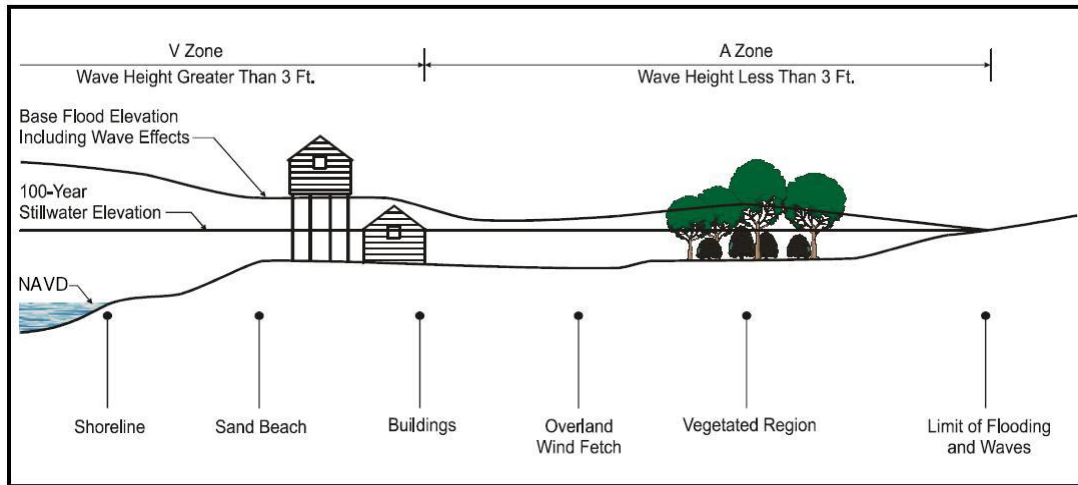 V Zone
Wave Height Greater Than 3 Ft.
A Zone
Wave Height Less Than 3 Ft.
Base Flood Elevation
Including Wave Effects
100-Year
Stillwater Elevation
NAVD
Shoreline
Sand Beach
Buildings
Overland
Wind Fetch
Vegetated Region
Limit of Flooding
and Waves